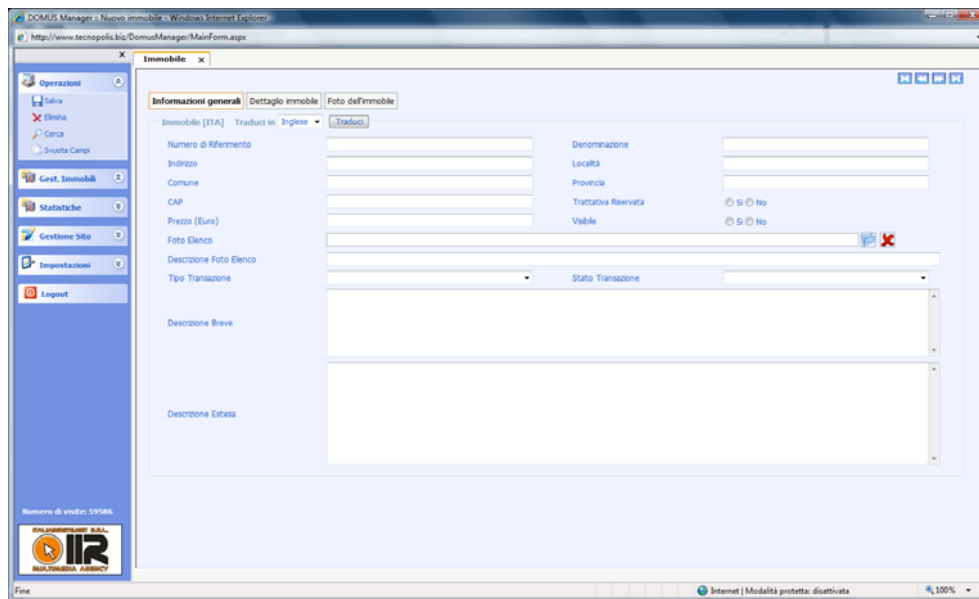 DOMUS Manager :: Nuovo immobile - Windows Internet Explorer
http://www.tecnopolis.biz/DomusManager/MainForm.aspx
x
Immobile x
Operazioni
Salva
Elimina
Cerca
Svuota Campi
Gest. Immobili
Statistiche
Gestione Sito
Impostazioni
Logout
Informazioni generali Dettaglio immobile Foto dell'immobile
Immobile [ITA] Traduci in Inglese Traduci
Numero di Riferimento Denominazione
Indirizzo Località
Comune Provincia
CAP Trattativa Riservata Si No
Prezzo (Euro) Visibile Si No
Foto Elenco
Descrizione Foto Elenco
Tipo Transazione Stato Transazione
Descrizione Breve
Descrizione Estesa
Numero di visite: 59586
MULTIMEDIA AGENCY
Fine Internet | Modalità protetta: disattivata 100%